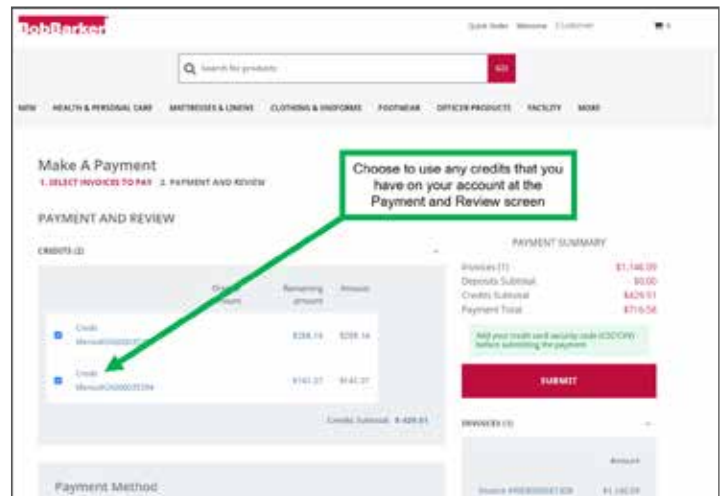 BobBarker
Quick Order Welcome Customer 0
Search for products
GO
NEW HEALTH & PERSONAL CARE MATTRESSES & LINENS CLOTHING & UNIFORMS FOOTWEAR OFFICER PRODUCTS FACILITY MORE
Make A Payment
1. SELECT INVOICES TO PAY 2. PAYMENT AND REVIEW
Choose to use any credits that you
have on your account at the
Payment and Review screen
PAYMENT AND REVIEW
CREDITS (2)
Remaining
amount
Amount
Credit
$288.14 $288.14
Credit
$141.37 $141.37
Credits Subtotal $ 429.51
PAYMENT SUMMARY
Invoices (1) $1,146.09
Deposits Subtotal $0.00
Credits Subtotal $429.51
Payment Total $716.58
Add your credit card security code (CSC/CVV)
before submitting the payment
SUBMIT
INVOICES (1)
Amount
Invoice $1,146.09
Payment Method